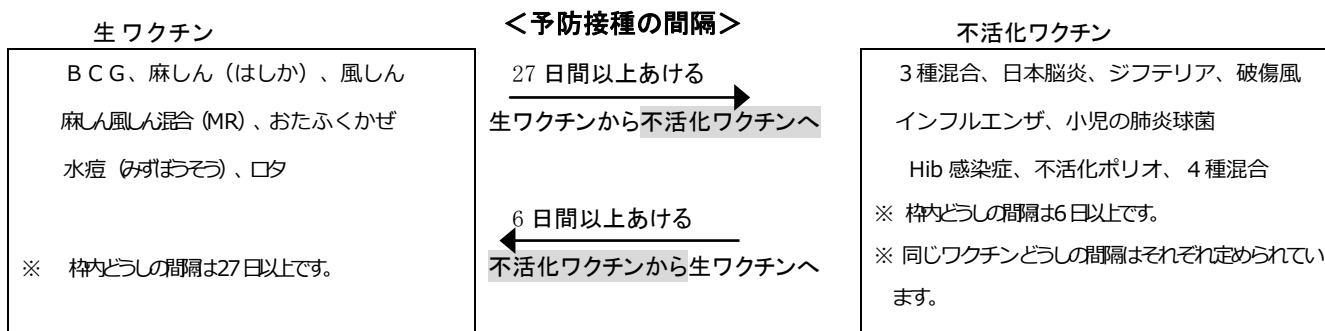 ＜予防接種の間隔＞
生 ワクチン
ＢＣＧ、麻しん（はしか）、風しん
麻しん風しん混合 (MR) 、おたふくかぜ
水痘（みずぼうそう）、ロタ
※　枠内どうしの間隔は27日以上です。
27 日間以上あける
生ワクチンから不活化ワクチンへ
6 日間以上あける
不活化ワクチンから生ワクチンへ
不活化ワクチン
３種混合、日本脳炎、ジフテリア、破傷風
インフルエンザ、小児の肺炎球菌
Hib 感染症、不活化ポリオ、４種混合
※ 枠内どうしの間隔は6日以上です。
※ 同じワクチンどうしの間隔はそれぞれ定められてい
ます。